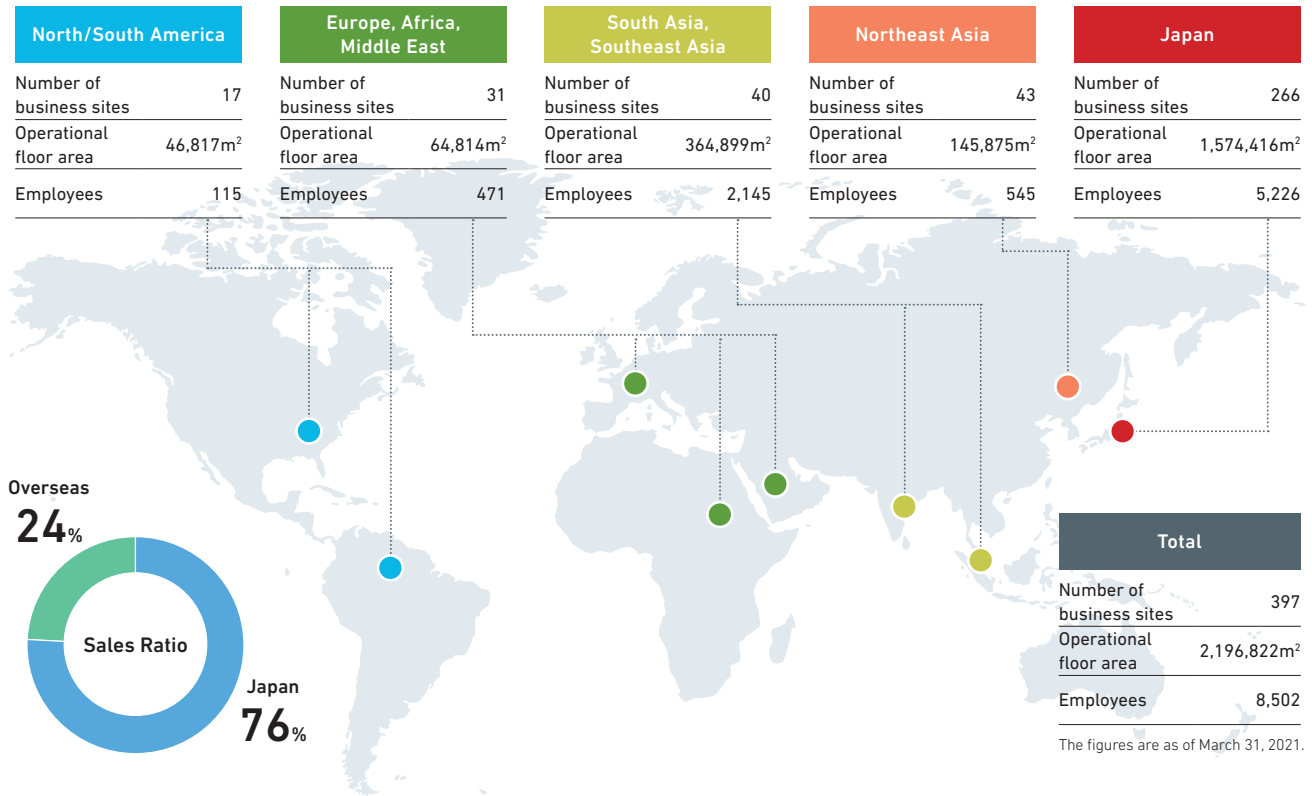 North/South America
Number of
business sites 17
Operational
floor area 46,817m²
Employees 115
Europe, Africa,
Middle East
Number of
business sites 31
Operational
floor area 64,814m²
Employees 471
South Asia,
Southeast Asia
Number of
business sites 40
Operational
floor area 364,899m²
Employees 2,145
Northeast Asia
Number of
business sites 43
Operational
floor area 145,875m²
Employees 545
Japan
Number of
business sites 266
Operational
floor area 1,574,416m²
Employees 5,226
Overseas
24%
Sales Ratio
Japan
76%
Total
Number of
business sites 397
Operational
floor area 2,196,822m²
Employees 8,502
The figures are as of March 31, 2021.